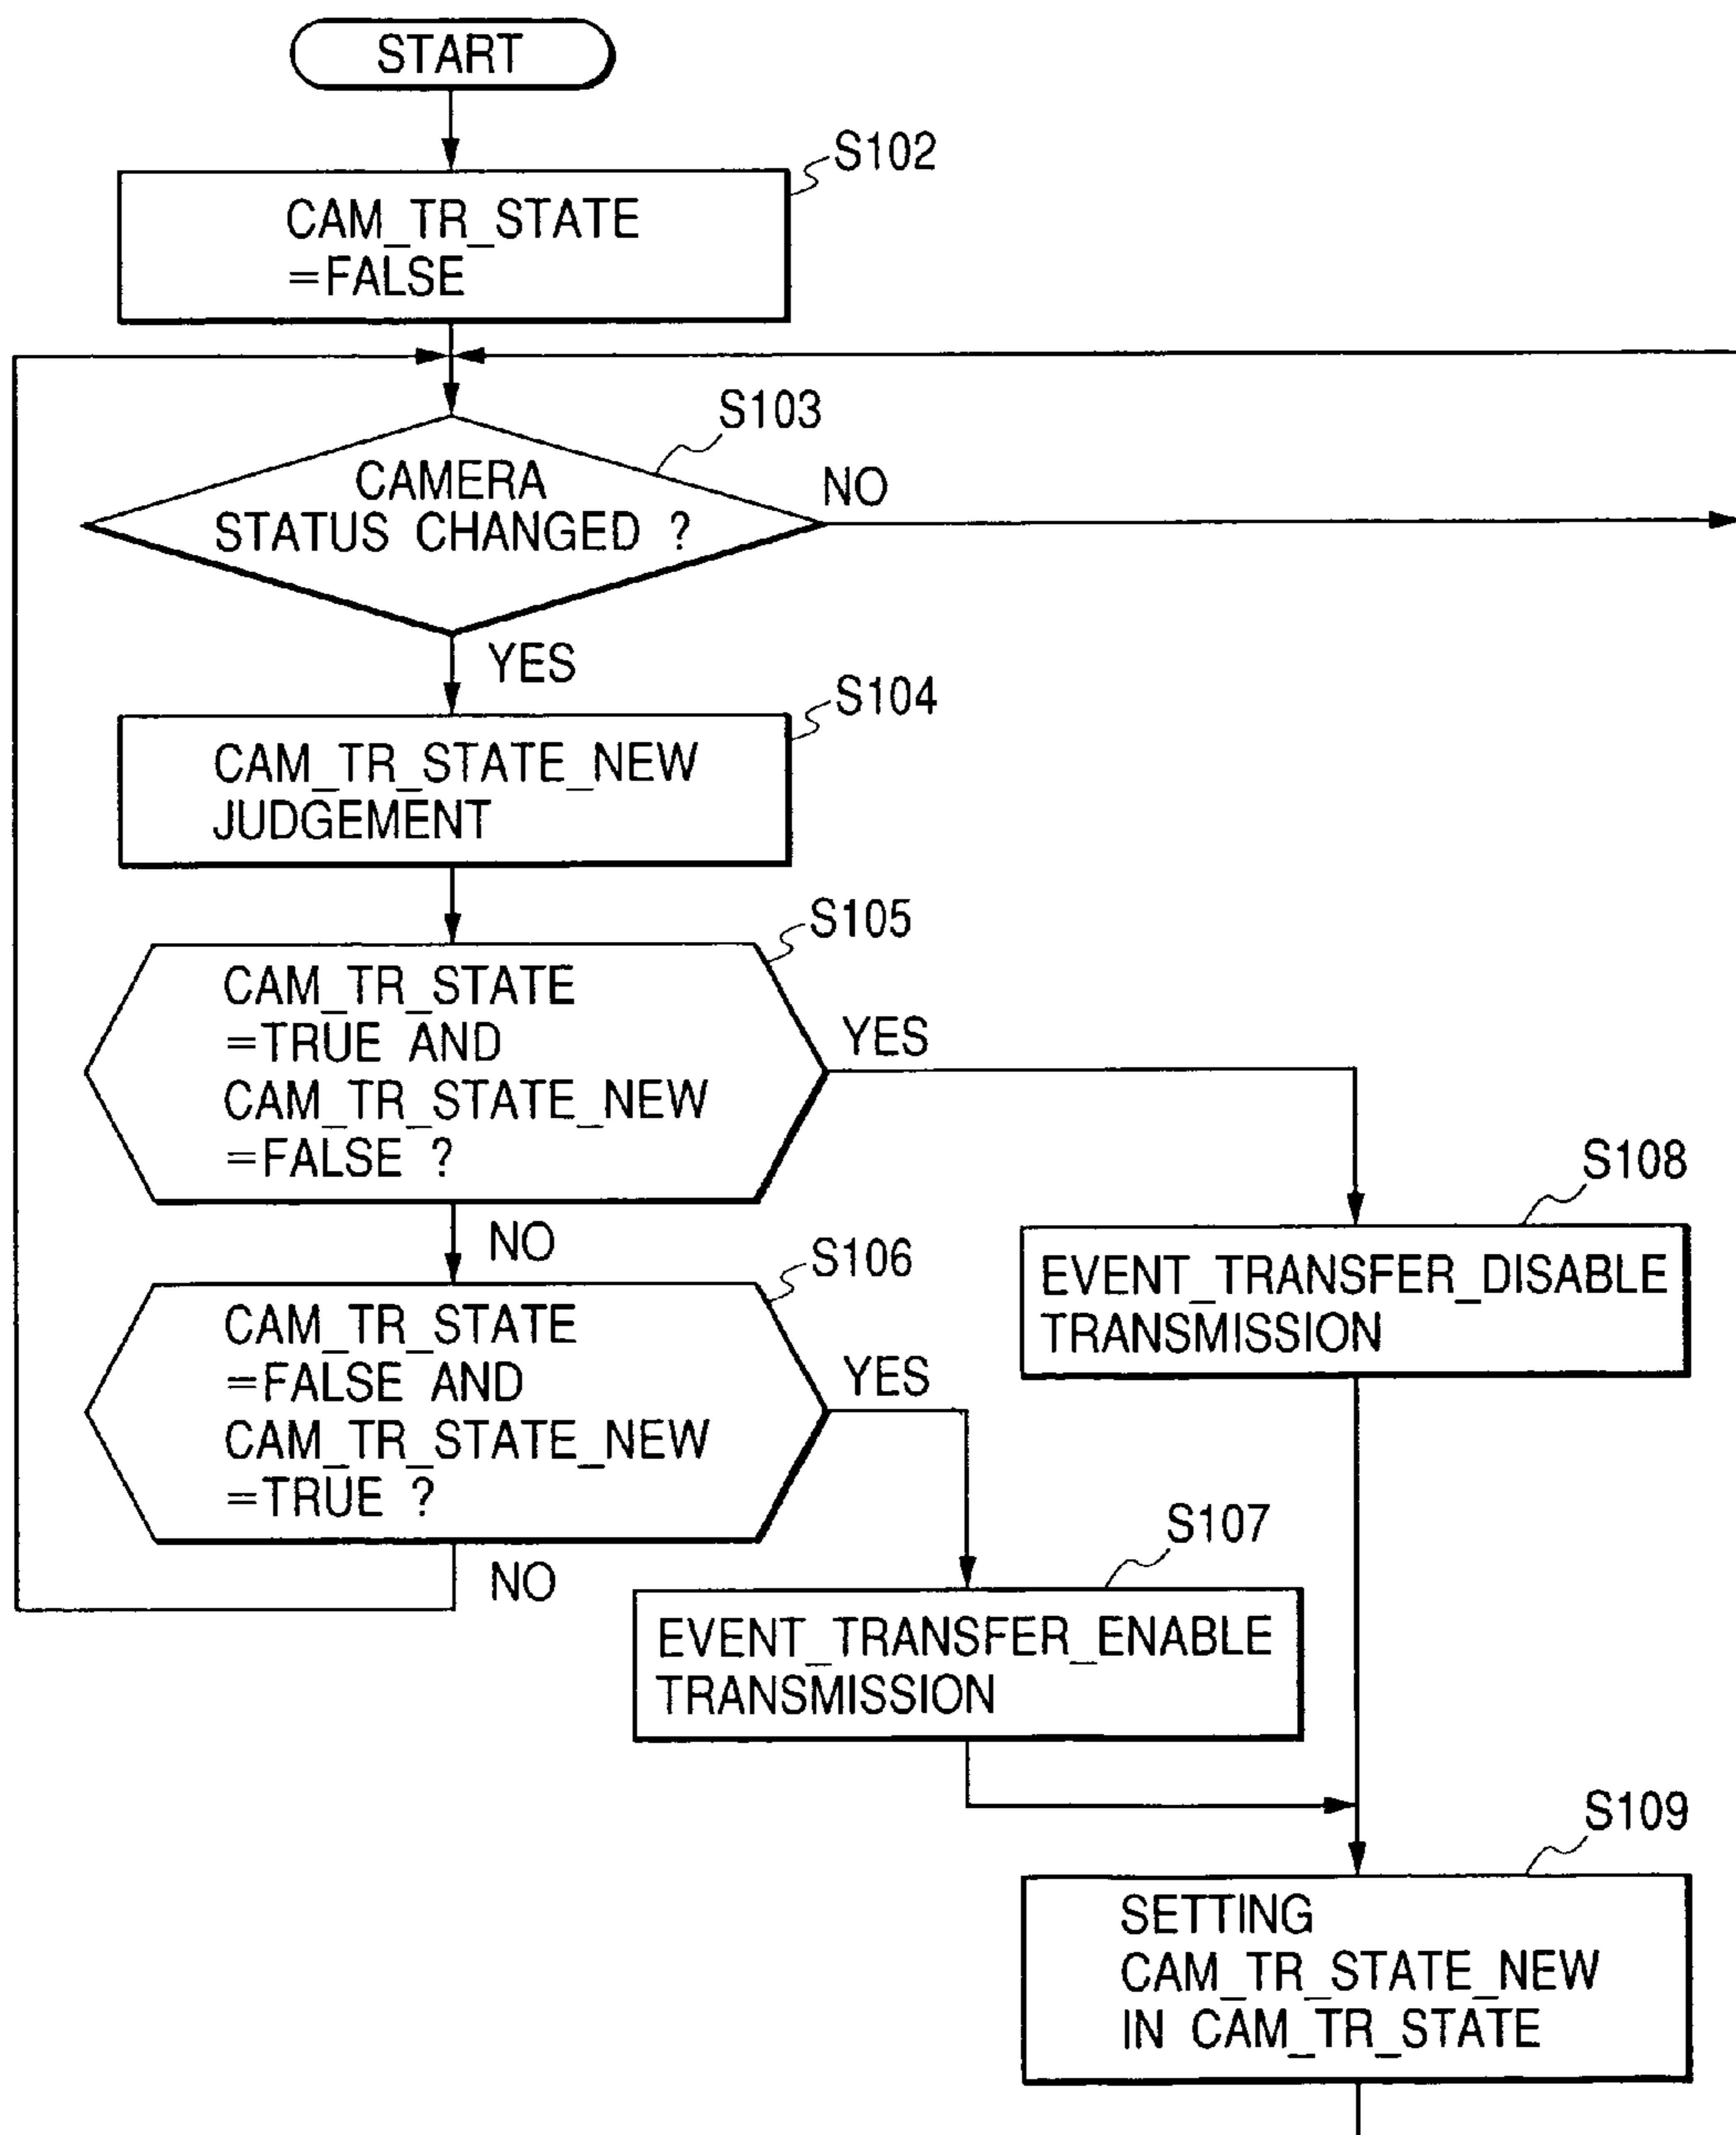 START
S102
CAM_TR_STATE
=FALSE
S103
CAMERA
STATUS CHANGED ?
NO
YES
S104
CAM_TR_STATE_NEW
JUDGEMENT
S105
CAM_TR_STATE
=TRUE AND
CAM_TR_STATE_NEW
=FALSE ?
YES
NO
S108
EVENT_TRANSFER_DISABLE
TRANSMISSION
S106
CAM_TR_STATE
=FALSE AND
CAM_TR_STATE_NEW
=TRUE ?
YES
NO
S107
EVENT_TRANSFER_ENABLE
TRANSMISSION
S109
SETTING
CAM_TR_STATE_NEW
IN CAM_TR_STATE